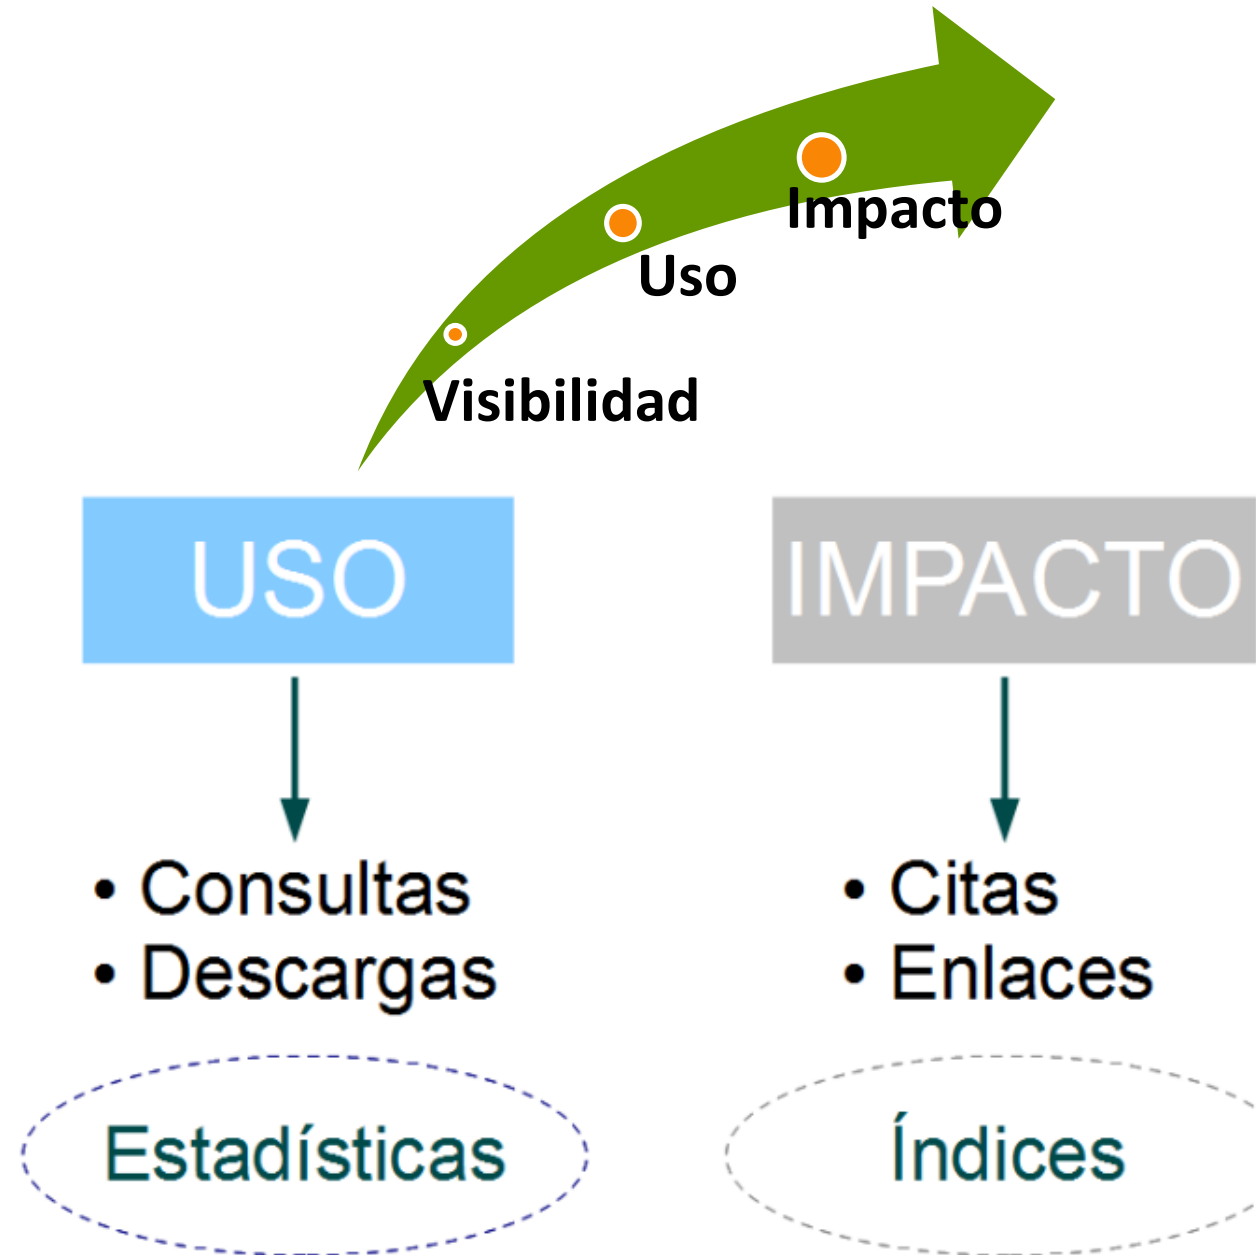 Impacto
Uso
Visibilidad
USO
IMPACTO
• Consultas
• Descargas
• Citas
• Enlaces
Estadísticas
Índices